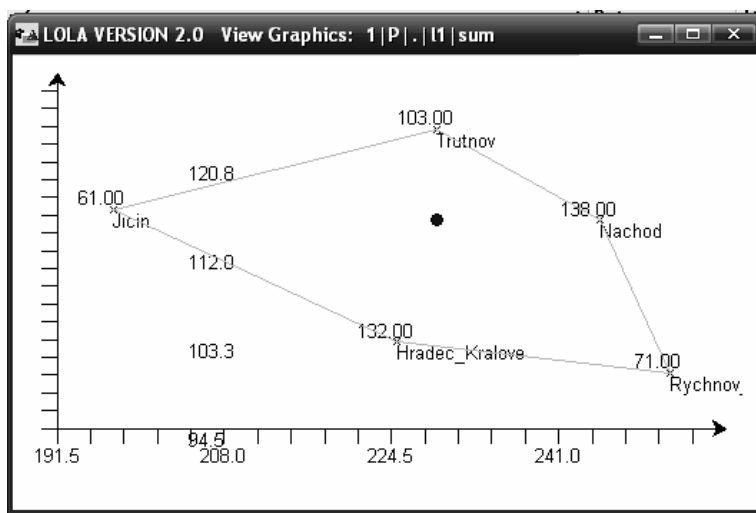 LOLA VERSION 2.0 View Graphics: 1|P|.|l1|sum
103.00
Trutnov
120.8
61.00
Jicin
138.00
Nachod
112.0
132.00
Hradec_Kralove
103.3
71.00
Rychnov_
94.5
191.5 208.0 224.5 241.0